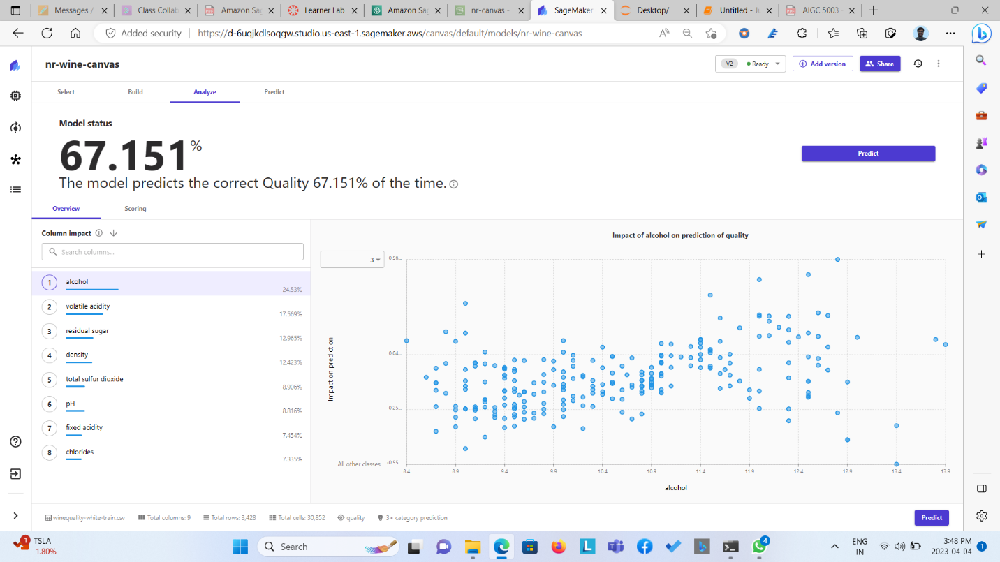 Messages /
Class Collab
Amazon Sag
Learner Lab
Amazon Sag
nr-canvas -
SageMaker
Desktop/
Untitled - Ju
AIGC 5003
Added security
https://d-6uqjkdlsoqgw.studio.us-east-1.sagemaker.aws/canvas/default/models/nr-wine-canvas
nr-wine-canvas
V2 Ready
Add version
Share
Select Build Analyze Predict
Model status
67.151%
Predict
The model predicts the correct Quality 67.151% of the time.
Overview Scoring
Column impact
Search columns...
1 alcohol 24.53%
2 volatile acidity 17.569%
3 residual sugar 12.965%
4 density 12.423%
5 total sulfur dioxide 8.906%
6 pH 8.816%
7 fixed acidity 7.454%
8 chlorides 7.335%
Impact of alcohol on prediction of quality
3
0.56...
0.04...
-0.25...
-0.55...
Impact on prediction
All other classes
8.4 8.9 9.4 9.9 10.4 10.9 11.4 11.9 12.4 12.9 13.4 13.9
alcohol
winequality-white-train.csv Total columns: 9 Total rows: 3,428 Total cells: 30,852 quality 3+ category prediction
Predict
1
TSLA
-1.80%
Search
4
ENG
IN
3:48 PM
2023-04-04
1